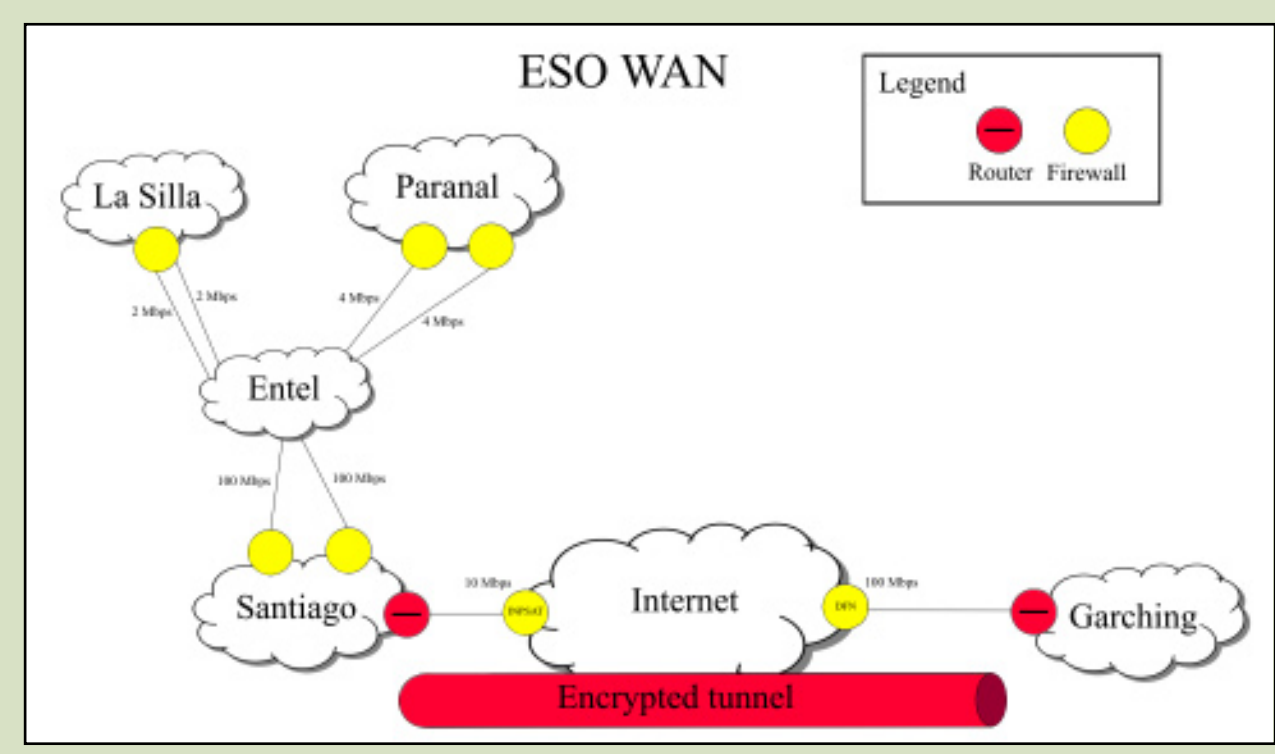 ESO WAN
Legend
Router Firewall
La Silla
Paranal
2 Mbps
2 Mbps
4 Mbps
4 Mbps
Entel
100 Mbps
100 Mbps
Santiago
10 Mbps
Internet
DFN
100 Mbps
Garching
Encrypted tunnel